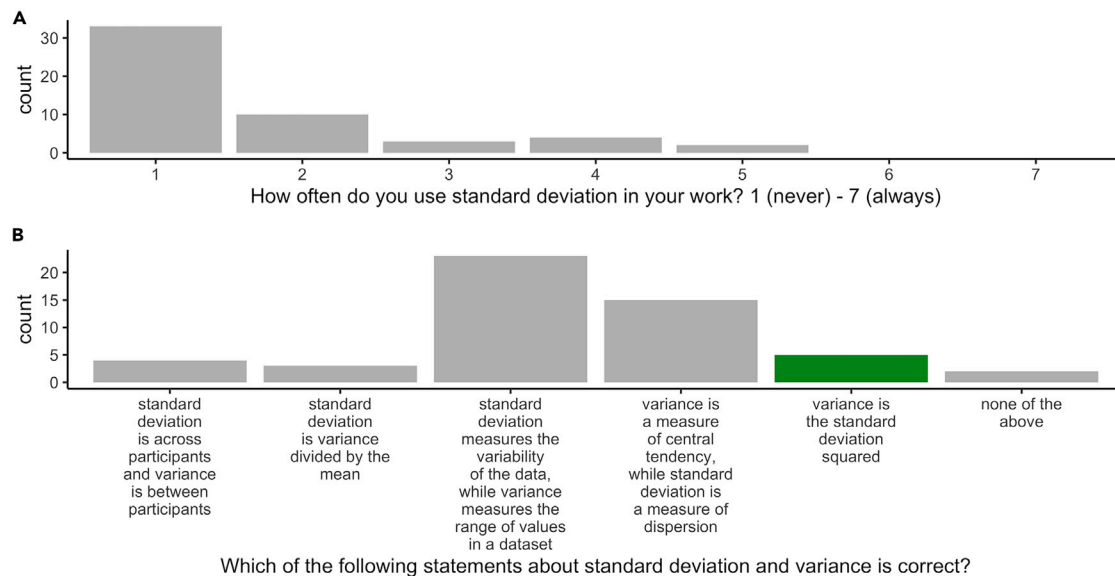 A
count
30
20
10
0
1 2 3 4 5 6 7
How often do you use standard deviation in your work? 1 (never) - 7 (always)
B
count
20
15
10
5
0
standard
deviation
is across
participants
and variance
is between
participants
standard
deviation
is variance
divided by the
mean
standard
deviation
measures the
variability
of the data,
while variance
measures the
range of values
in a dataset
variance is
a measure
of central
tendency,
while standard
deviation is
a measure of
dispersion
variance is
the standard
deviation
squared
none of the
above
Which of the following statements about standard deviation and variance is correct?